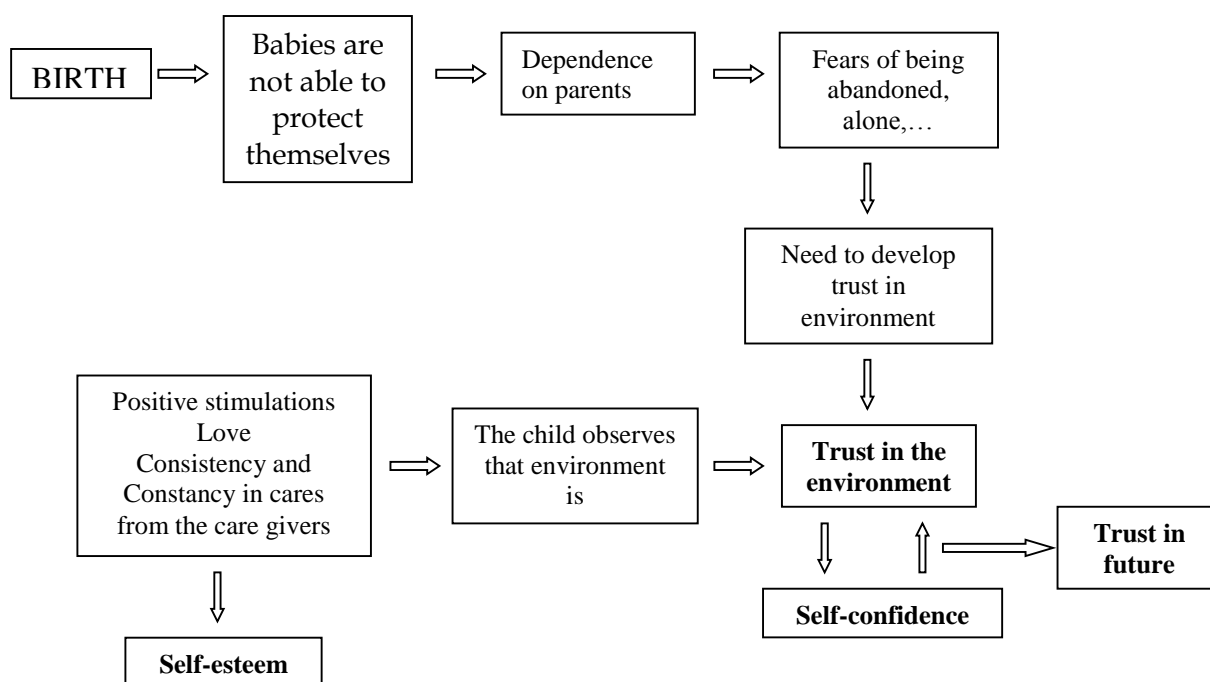 BIRTH
Babies are
not able to
protect
themselves
Dependence
on parents
Fears of being
abandoned,
alone,…
Need to develop
trust in
environment
Positive stimulations
Love
Consistency and
Constancy in cares
from the care givers
The child observes
that environment
is
Trust in the
environment
Trust in
future
Self-confidence
Self-esteem